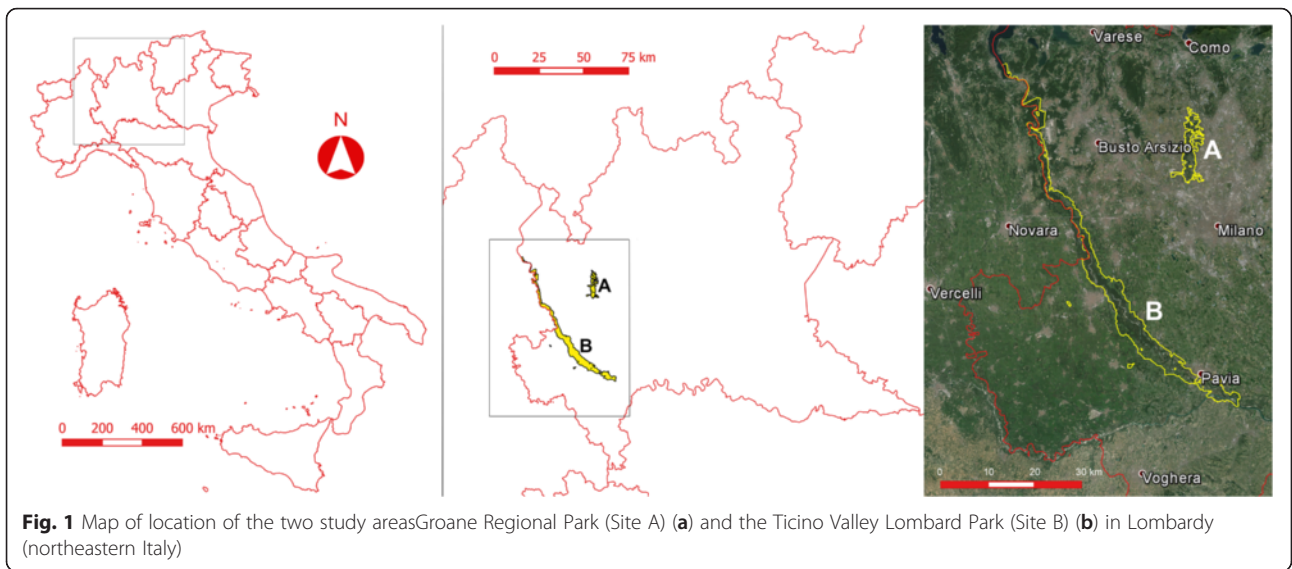 N
0 200 400 600 km
0 25 50 75 km
A
B
Varese
Como
Busto Arsizio
A
Novara
Milano
Vercelli
B
Pavia
Voghera
0 10 20 30 km
Fig. 1 Map of location of the two study areasGroane Regional Park (Site A) (a) and the Ticino Valley Lombard Park (Site B) (b) in Lombardy
(northeastern Italy)